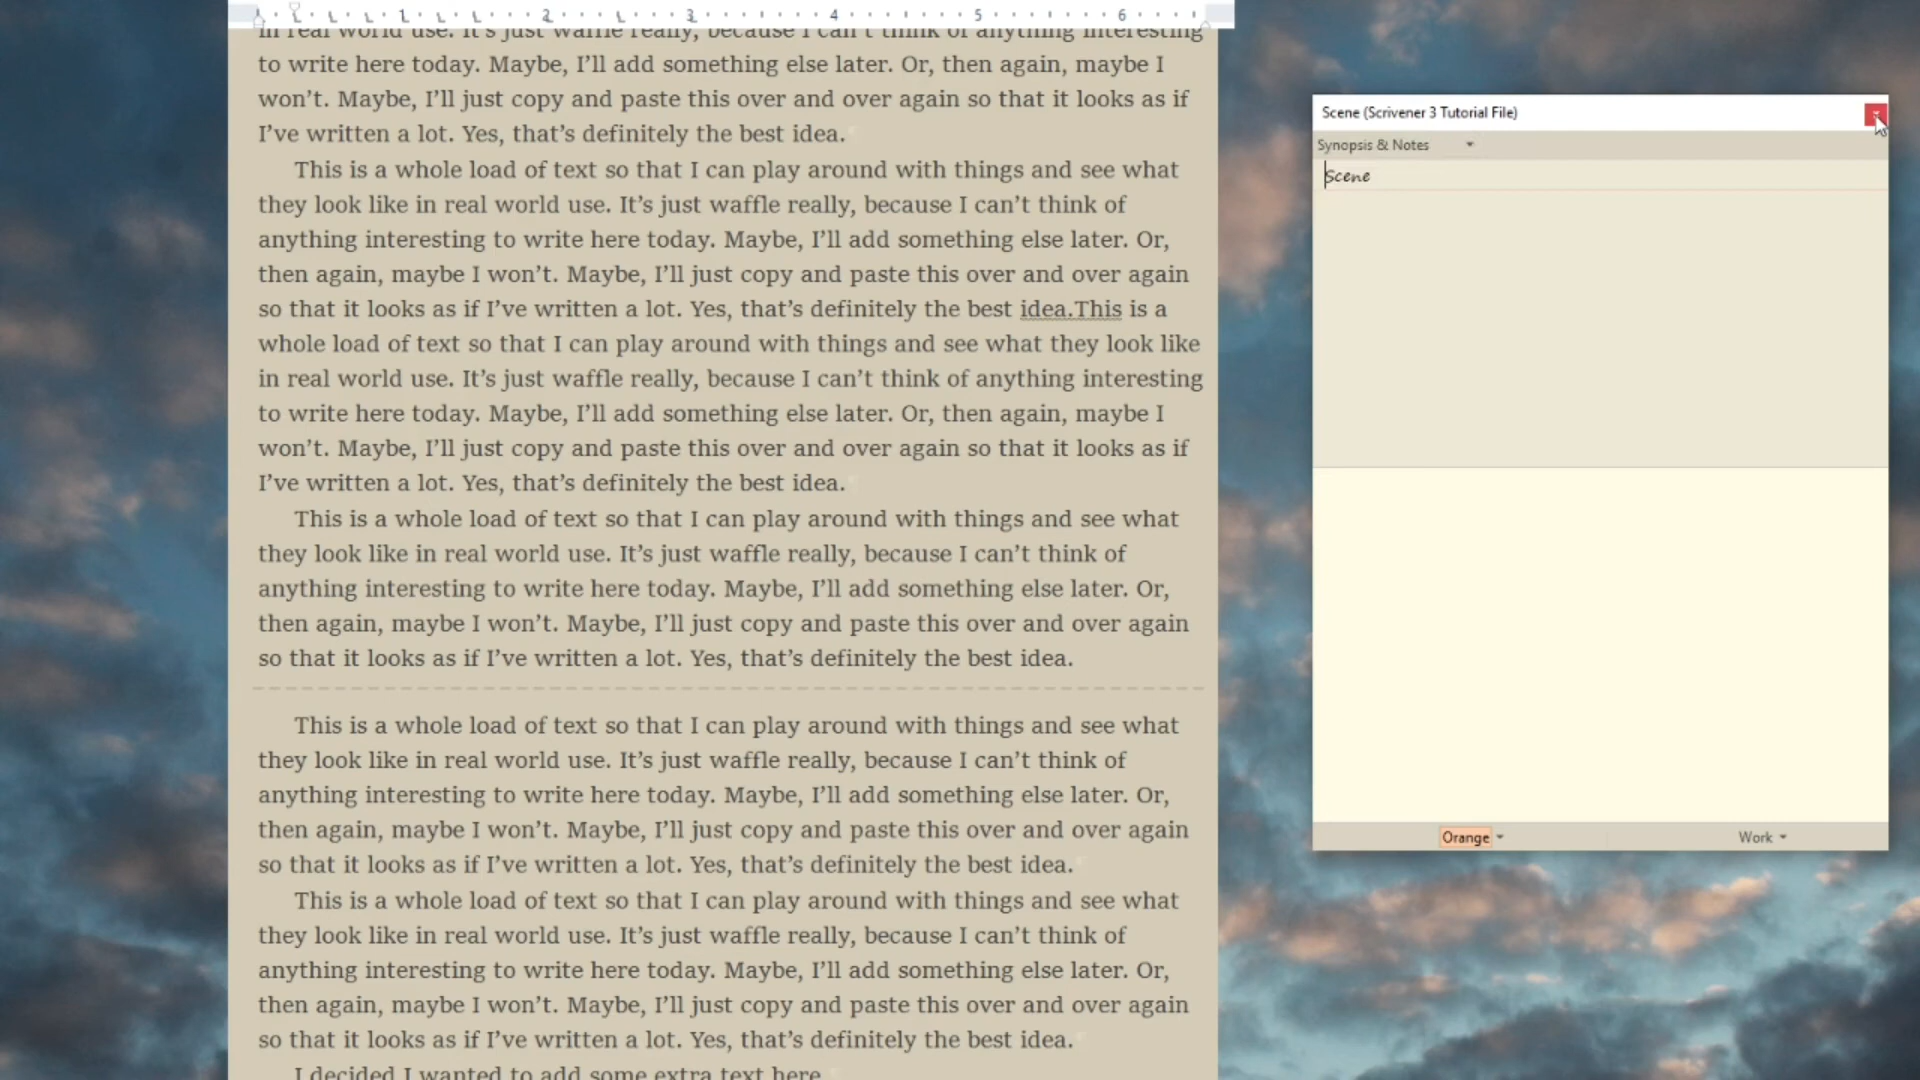 1 2 3 4 5 6
in real world use. It’s just waffle really, because I can’t think of anything interesting
to write here today. Maybe, I’ll add something else later. Or, then again, maybe I
won’t. Maybe, I’ll just copy and paste this over and over again so that it looks as if
I’ve written a lot. Yes, that’s definitely the best idea.
This is a whole load of text so that I can play around with things and see what
they look like in real world use. It’s just waffle really, because I can’t think of
anything interesting to write here today. Maybe, I’ll add something else later. Or,
then again, maybe I won’t. Maybe, I’ll just copy and paste this over and over again
so that it looks as if I’ve written a lot. Yes, that’s definitely the best idea.This is a
whole load of text so that I can play around with things and see what they look like
in real world use. It’s just waffle really, because I can’t think of anything interesting
to write here today. Maybe, I’ll add something else later. Or, then again, maybe I
won’t. Maybe, I’ll just copy and paste this over and over again so that it looks as if
I’ve written a lot. Yes, that’s definitely the best idea.
This is a whole load of text so that I can play around with things and see what
they look like in real world use. It’s just waffle really, because I can’t think of
anything interesting to write here today. Maybe, I’ll add something else later. Or,
then again, maybe I won’t. Maybe, I’ll just copy and paste this over and over again
so that it looks as if I’ve written a lot. Yes, that’s definitely the best idea.
This is a whole load of text so that I can play around with things and see what
they look like in real world use. It’s just waffle really, because I can’t think of
anything interesting to write here today. Maybe, I’ll add something else later. Or,
then again, maybe I won’t. Maybe, I’ll just copy and paste this over and over again
so that it looks as if I’ve written a lot. Yes, that’s definitely the best idea.
This is a whole load of text so that I can play around with things and see what
they look like in real world use. It’s just waffle really, because I can’t think of
anything interesting to write here today. Maybe, I’ll add something else later. Or,
then again, maybe I won’t. Maybe, I’ll just copy and paste this over and over again
so that it looks as if I’ve written a lot. Yes, that’s definitely the best idea.
I decided I wanted to add some extra text here.
Scene (Scrivener 3 Tutorial File)
Synopsis & Notes
Scene
Orange
Work